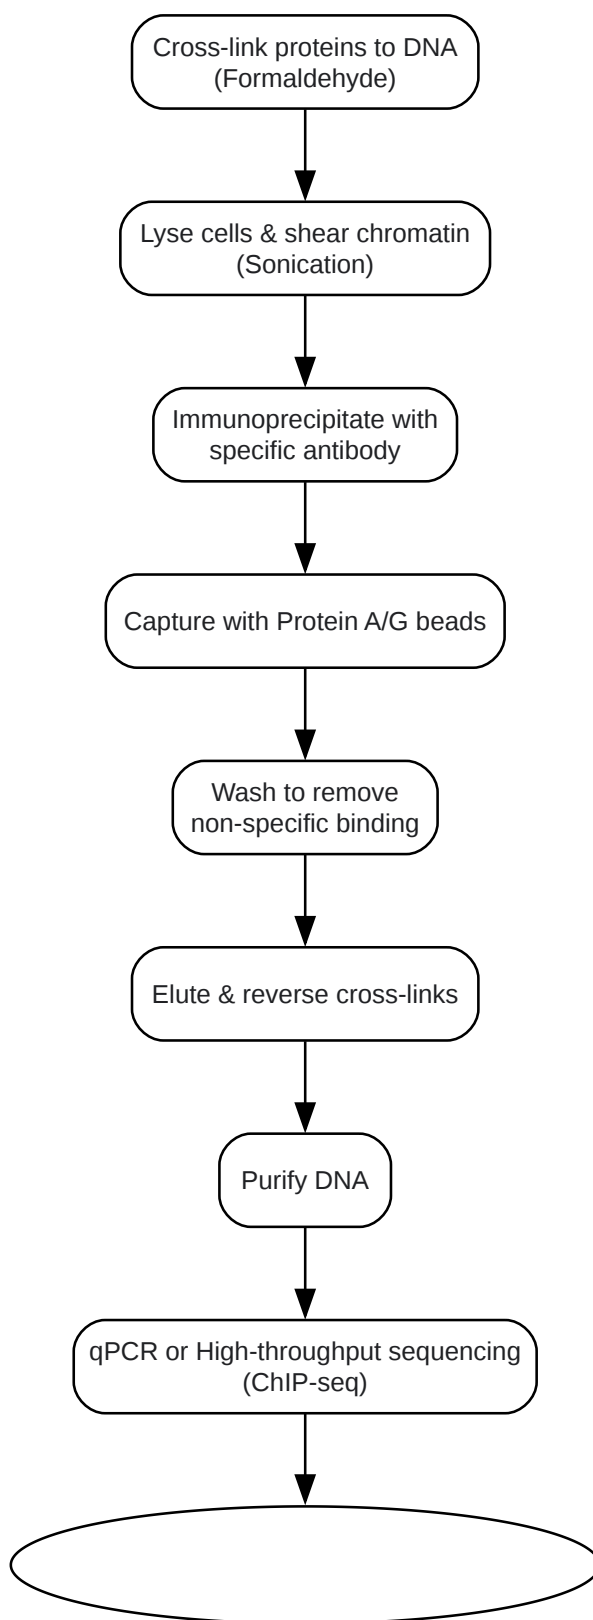 Cross-link proteins to DNA
(Formaldehyde)
Lyse cells & shear chromatin
(Sonication)
Immunoprecipitate with
specific antibody
Capture with Protein A/G beads
Wash to remove
non-specific binding
Elute & reverse cross-links
Purify DNA
qPCR or High-throughput sequencing
(ChIP-seq)